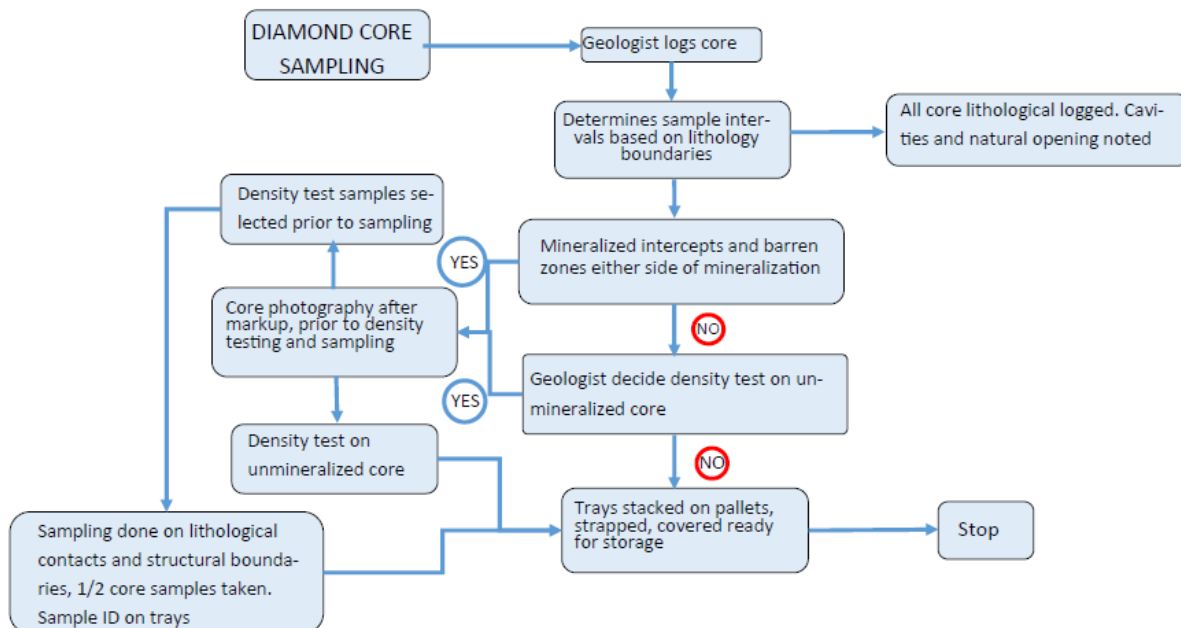 DIAMOND CORE
SAMPLING
Geologist logs core
Determines sample inter-
vals based on lithology
boundaries
All core lithological logged. Cavi-
ties and natural opening noted
Density test samples se-
lected prior to sampling
YES
Mineralized intercepts and barren
zones either side of mineralization
Core photography after
markup, prior to density
testing and sampling
NO
YES
Geologist decide density test on un-
mineralized core
Density test on
unmineralized core
NO
Trays stacked on pallets,
strapped, covered ready
for storage
Stop
Sampling done on lithological
contacts and structural bounda-
ries, 1/2 core samples taken.
Sample ID on trays